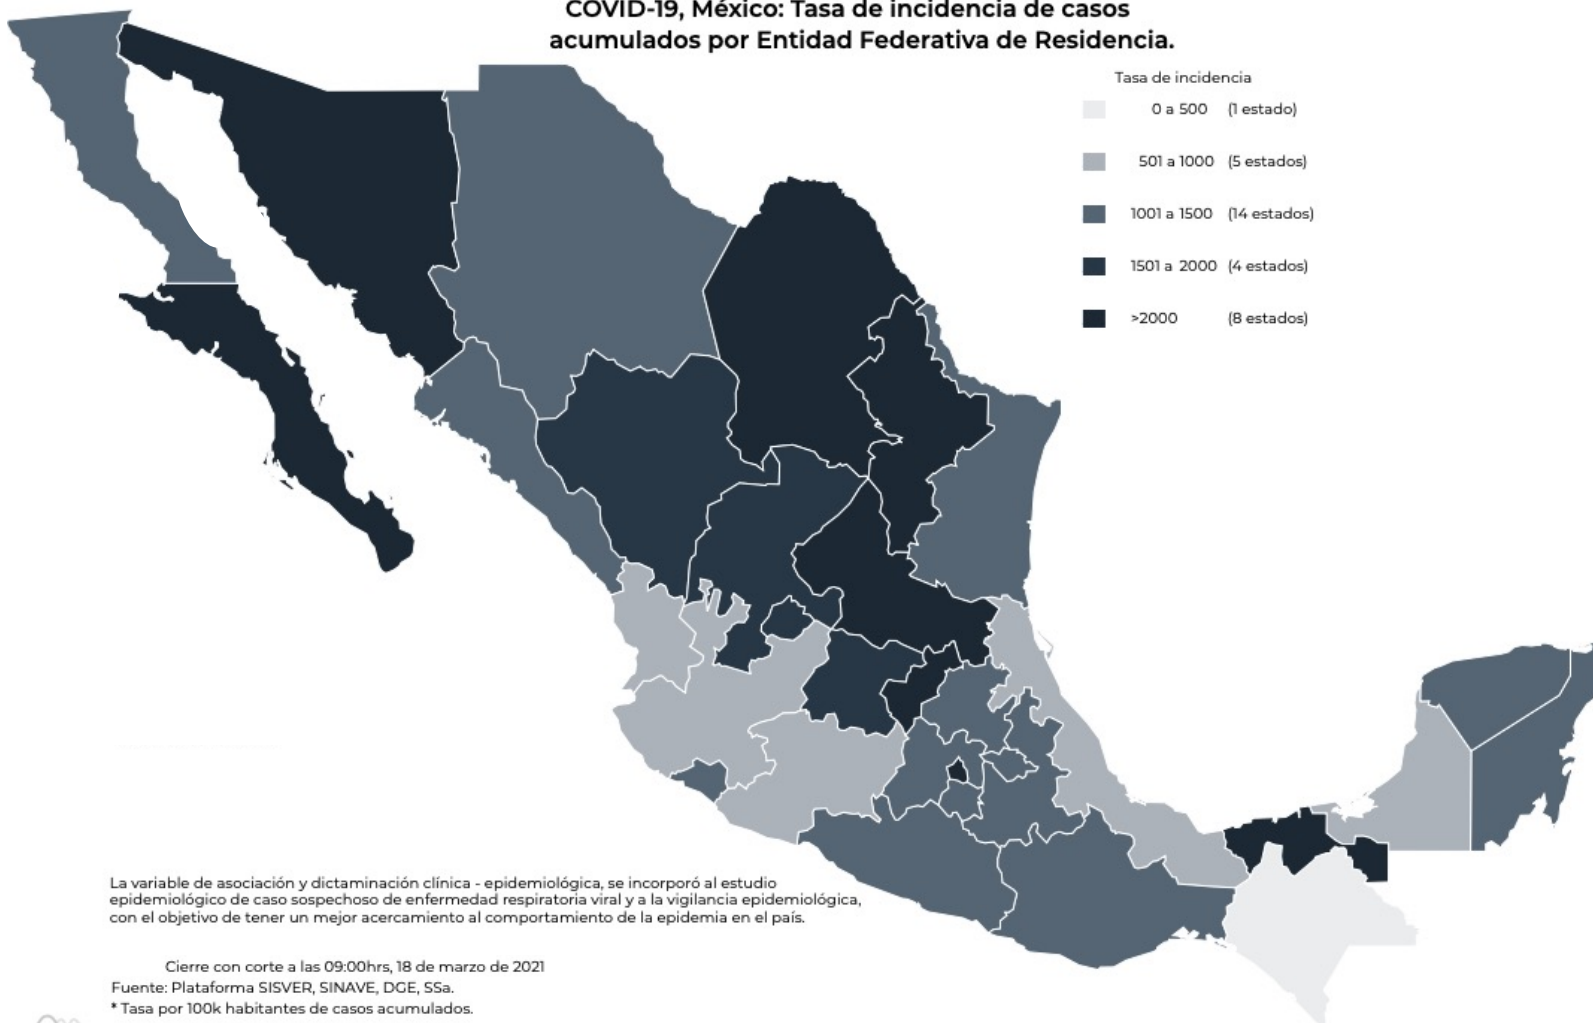 COVID-19, México: Tasa de incidencia de casos
acumulados por Entidad Federativa de Residencia.
Tasa de incidencia
0 a 500 (1 estado)
501 a 1000 (5 estados)
1001 a 1500 (14 estados)
1501 a 2000 (4 estados)
>2000 (8 estados)
La variable de asociación y dictaminación clínica - epidemiológica, se incorporó al estudio
epidemiológico de caso sospechoso de enfermedad respiratoria viral y a la vigilancia epidemiológica,
con el objetivo de tener un mejor acercamiento al comportamiento de la epidemia en el país.
Cierre con corte a las 09:00hrs, 18 de marzo de 2021
Fuente: Plataforma SISVER, SINAVE, DGE, SSa.
* Tasa por 100k habitantes de casos acumulados.